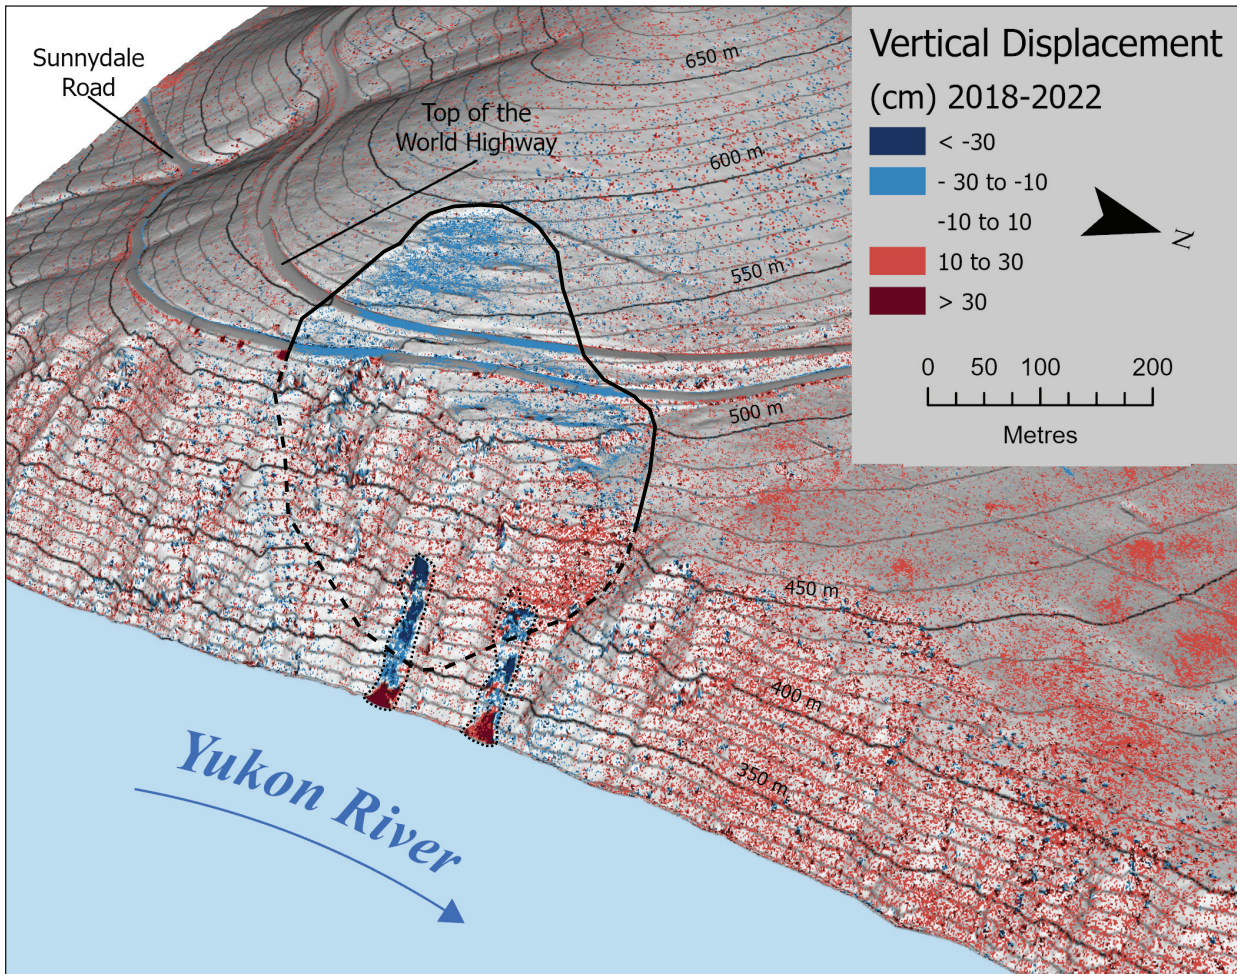 Sunnydale
Road
Top of the
World Highway
650 m
600 m
550 m
500 m
450 m
400 m
350 m
Yukon River
Vertical Displacement
(cm) 2018-2022
< -30
- 30 to -10
-10 to 10
10 to 30
> 30
N
0 50 100 200
Metres